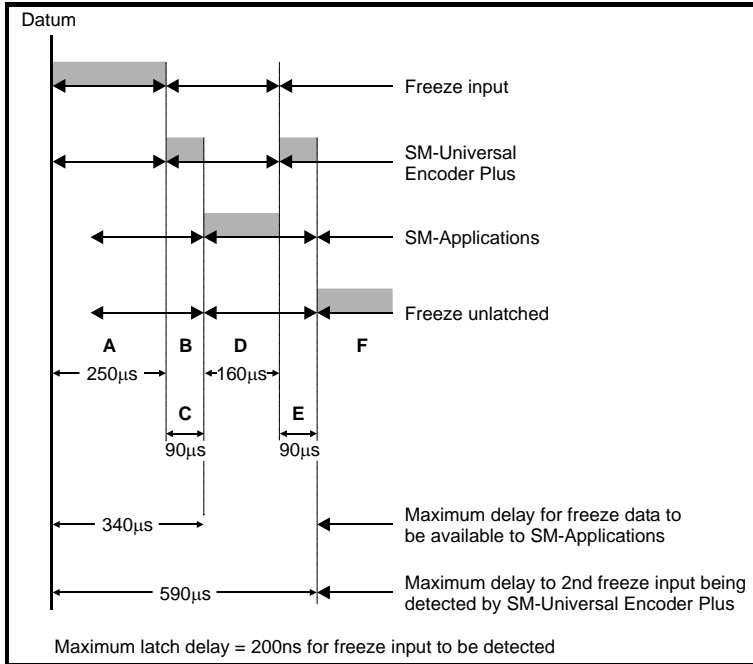 Datum
Freeze input
SM-Universal
Encoder Plus
SM-Applications
Freeze unlatched
A B D F
250μs 160μs
C E
90μs 90μs
340μs
Maximum delay for freeze data to
be available to SM-Applications
590μs
Maximum delay to 2nd freeze input being
detected by SM-Universal Encoder Plus
Maximum latch delay = 200ns for freeze input to be detected